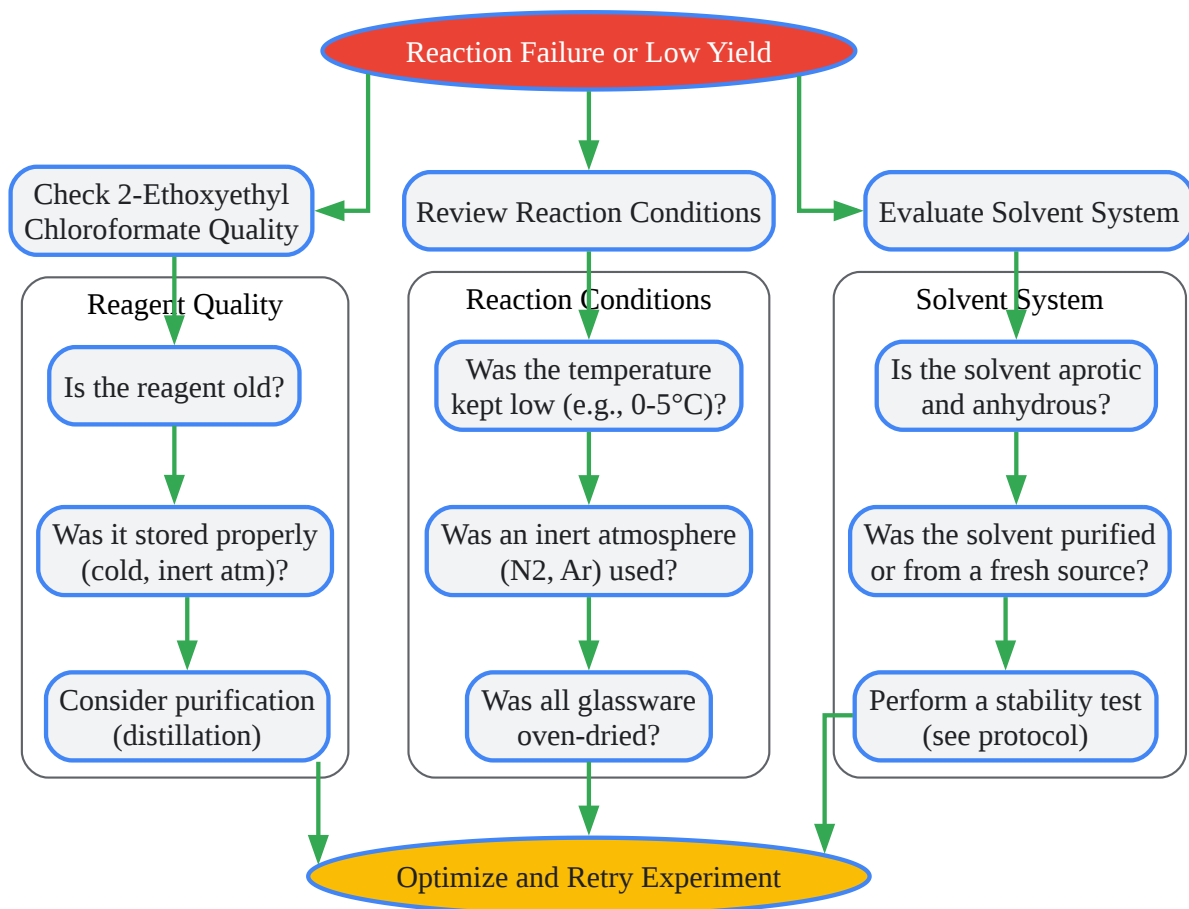 Reaction Failure or Low Yield
Check 2-Ethoxyethyl
Chloroformate Quality
Review Reaction Conditions
Evaluate Solvent System
Reagent Quality
Is the reagent old?
Was it stored properly
(cold, inert atm)?
Consider purification
(distillation)
Reaction Conditions
Was the temperature
kept low (e.g., 0-5°C)?
Was an inert atmosphere
(N2, Ar) used?
Was all glassware
oven-dried?
Solvent System
Is the solvent aprotic
and anhydrous?
Was the solvent purified
or from a fresh source?
Perform a stability test
(see protocol)
Optimize and Retry Experiment